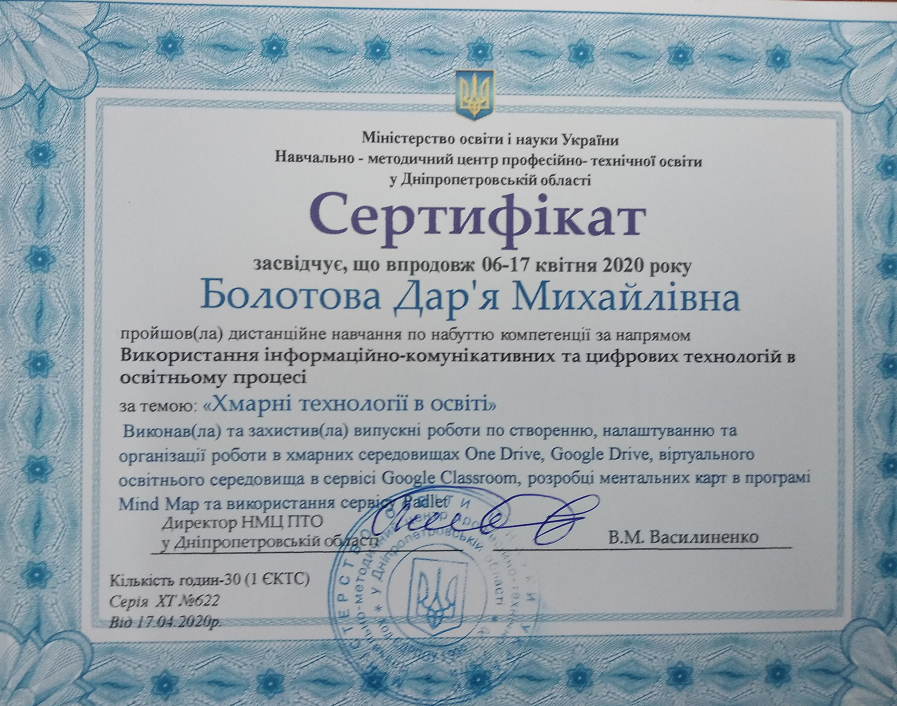 Міністерство освіти і науки України
Навчально - методичний центр професійно- технічної освіти
у Дніпропетровській області
Сертифікат
засвідчує, що впродовж 06-17 квітня 2020 року
Болотова Дар'я Михайлівна
пройшов(ла) дистанційне навчання по набуттю компетенції за напрямом
Використання інформаційно-комунікативних та цифрових технологій в
освітньому процесі
за темою: «Хмарні технології в освіті»
Виконав(ла) та захистив(ла) випускні роботи по створенню, налаштуванню та
організації роботи в хмарних середовищах One Drive, Google Drive, віртуального
освітнього середовища в сервісі Google Classroom, розробці ментальних карт в програмі
Mind Map та використання сервісу Padlet
Директор НМЦ ПТО
у Дніпропетровській області
В.М. Василиненко
Кількість годин-30 (1 ЄКТС)
Серія ХТ №622
Від 17.04.2020р.
у Дніпропетровській області